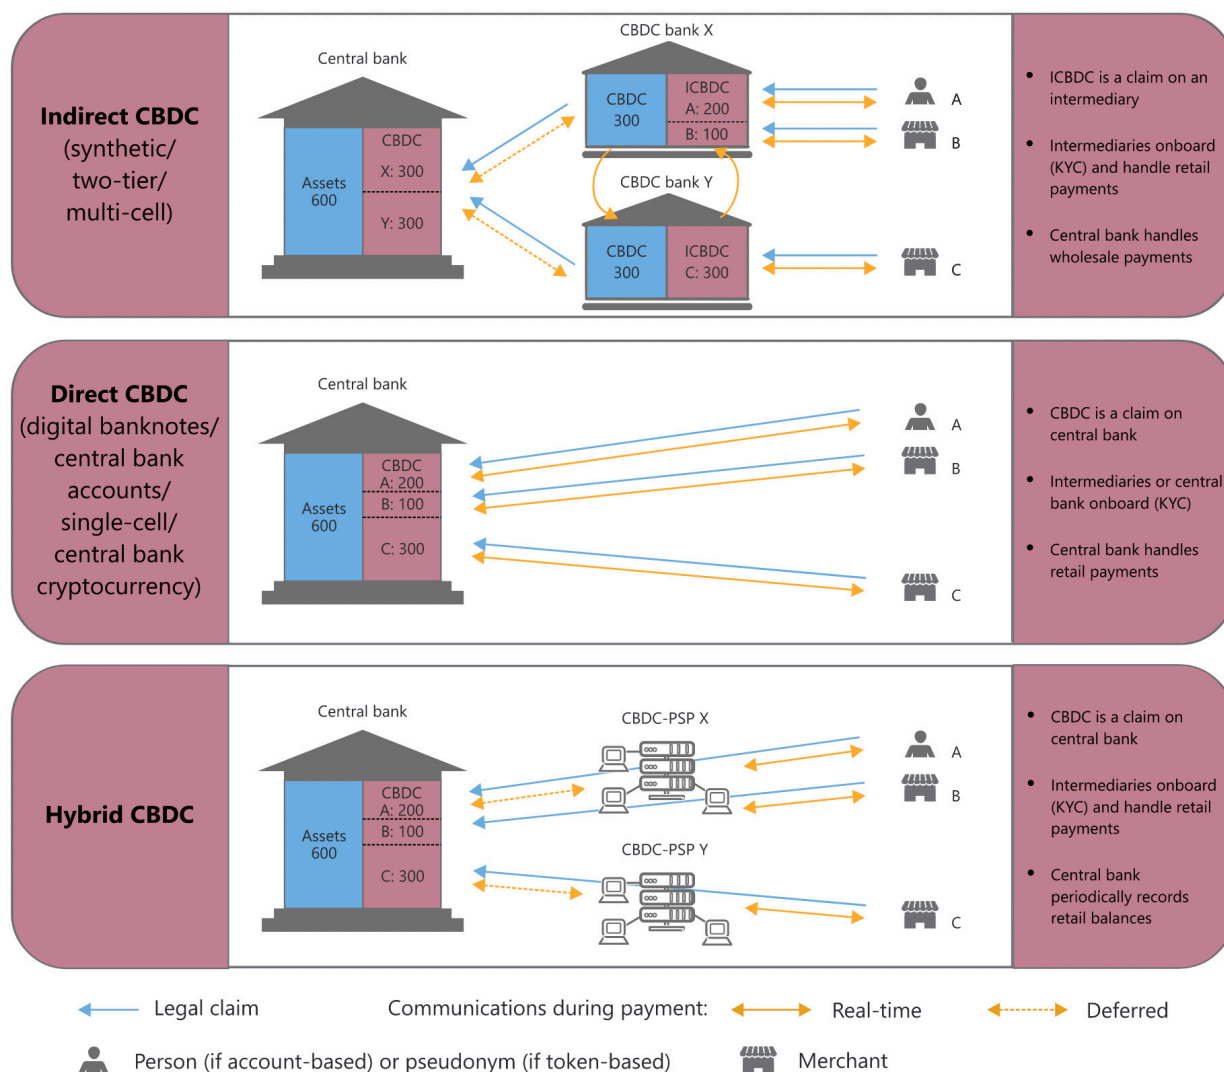 Indirect CBDC
(synthetic/
two-tier/
multi-cell)
Central bank
Assets
600
CBDC
X: 300
Y: 300
CBDC bank X
CBDC
300
ICBDC
A: 200
B: 100
CBDC bank Y
CBDC
300
ICBDC
C: 300
A
B
C
• ICBDC is a claim on an
intermediary
• Intermediaries onboard
(KYC) and handle retail
payments
• Central bank handles
wholesale payments
Direct CBDC
(digital banknotes/
central bank
accounts/
single-cell/
central bank
cryptocurrency)
Central bank
Assets
600
CBDC
A: 200
B: 100
C: 300
A
B
C
• CBDC is a claim on
central bank
• Intermediaries or central
bank onboard (KYC)
• Central bank handles
retail payments
Hybrid CBDC
Central bank
Assets
600
CBDC
A: 200
B: 100
C: 300
CBDC-PSP X
CBDC-PSP Y
A
B
C
• CBDC is a claim on
central bank
• Intermediaries onboard
(KYC) and handle retail
payments
• Central bank
periodically records
retail balances
Legal claim
Communications during payment:
Real-time
Deferred
Person (if account-based) or pseudonym (if token-based)
Merchant